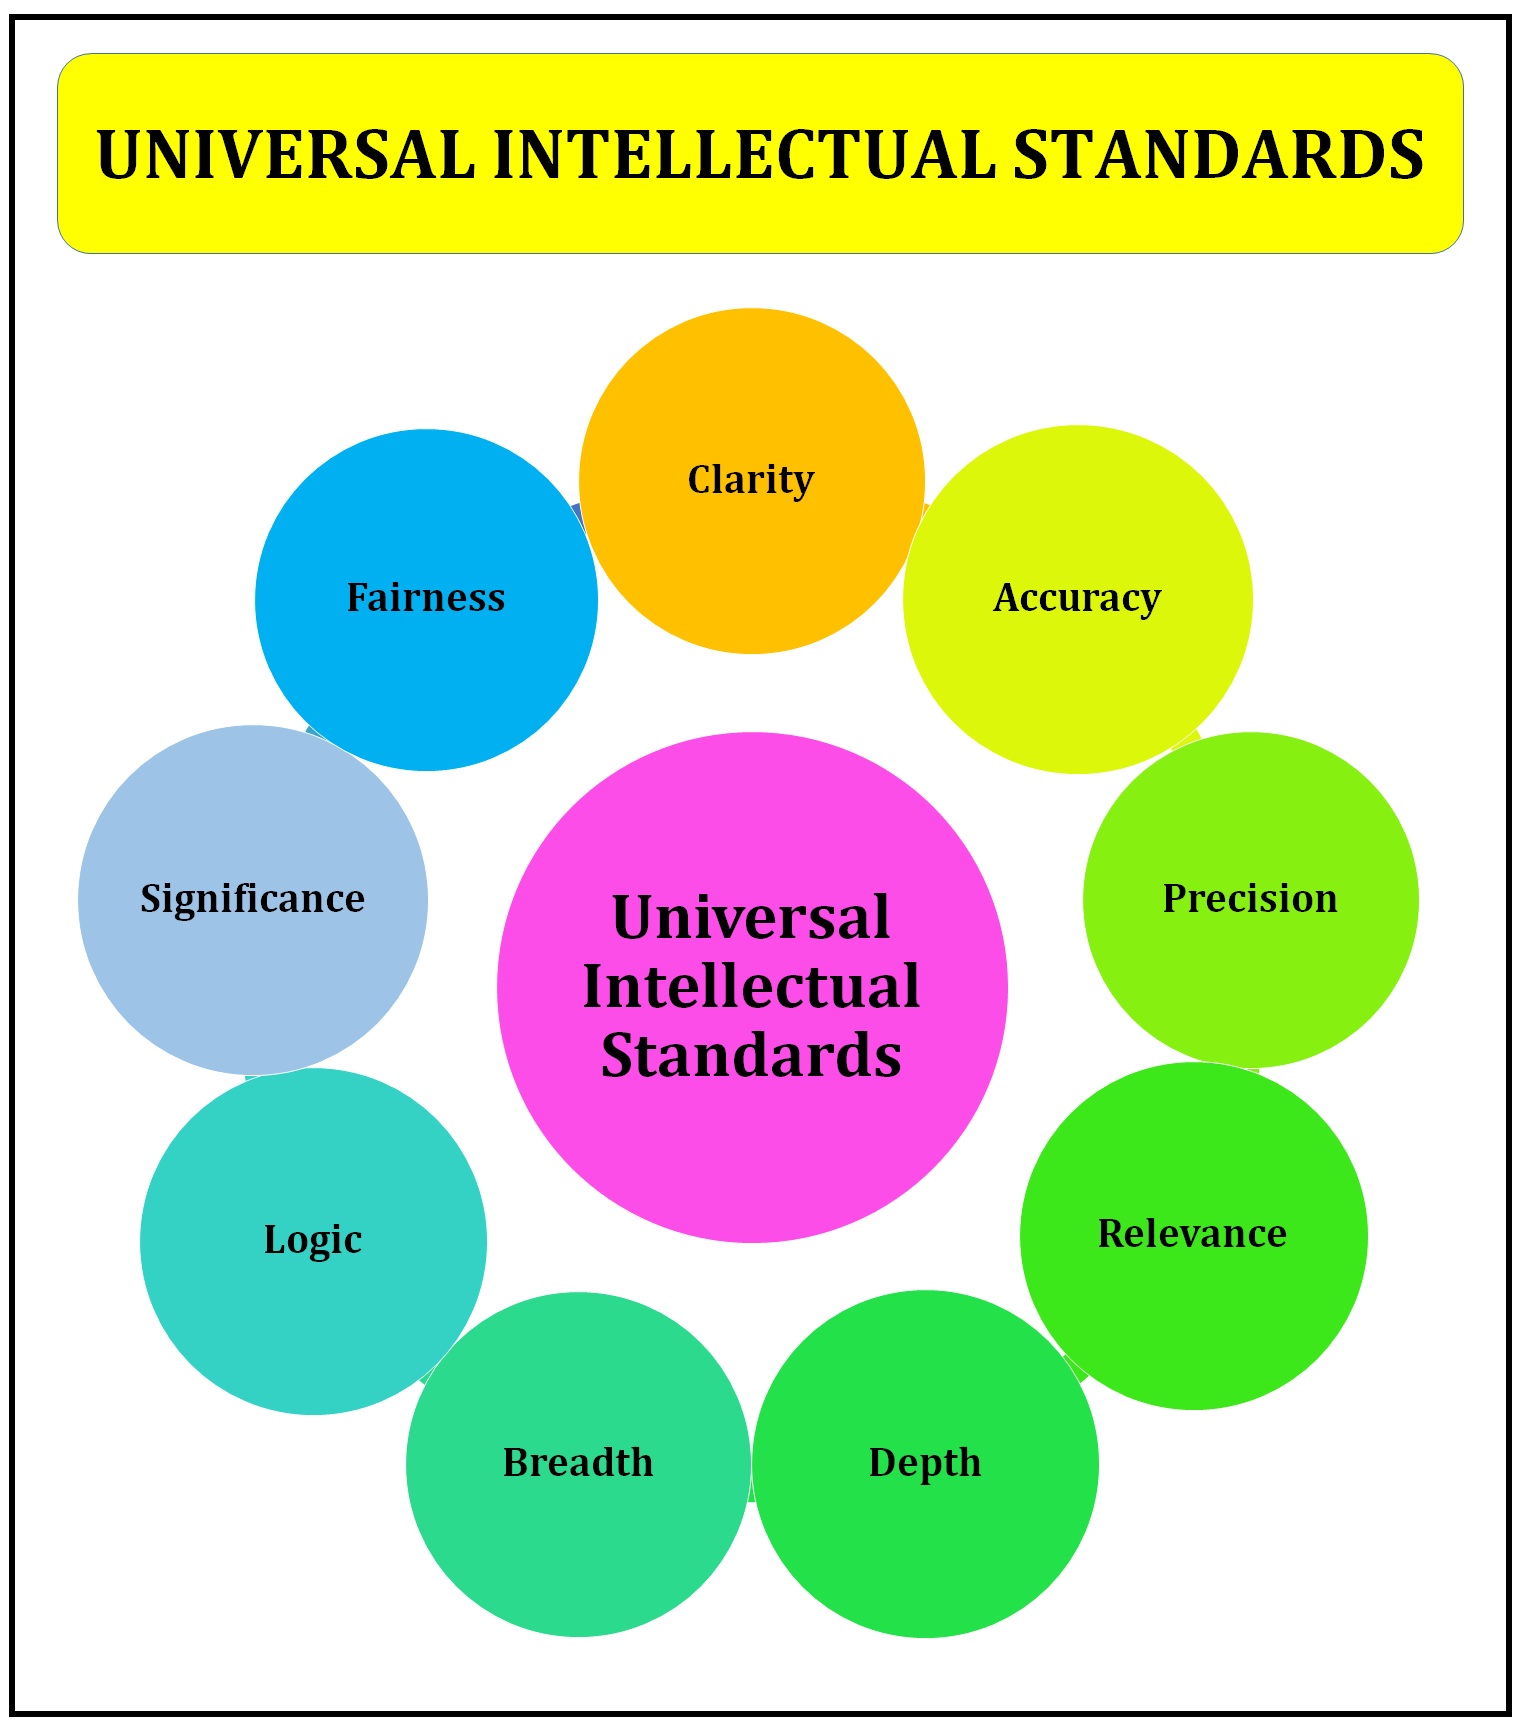 UNIVERSAL INTELLECTUAL STANDARDS
Clarity
Accuracy
Precision
Relevance
Depth
Breadth
Logic
Significance
Fairness
Universal
Intellectual
Standards